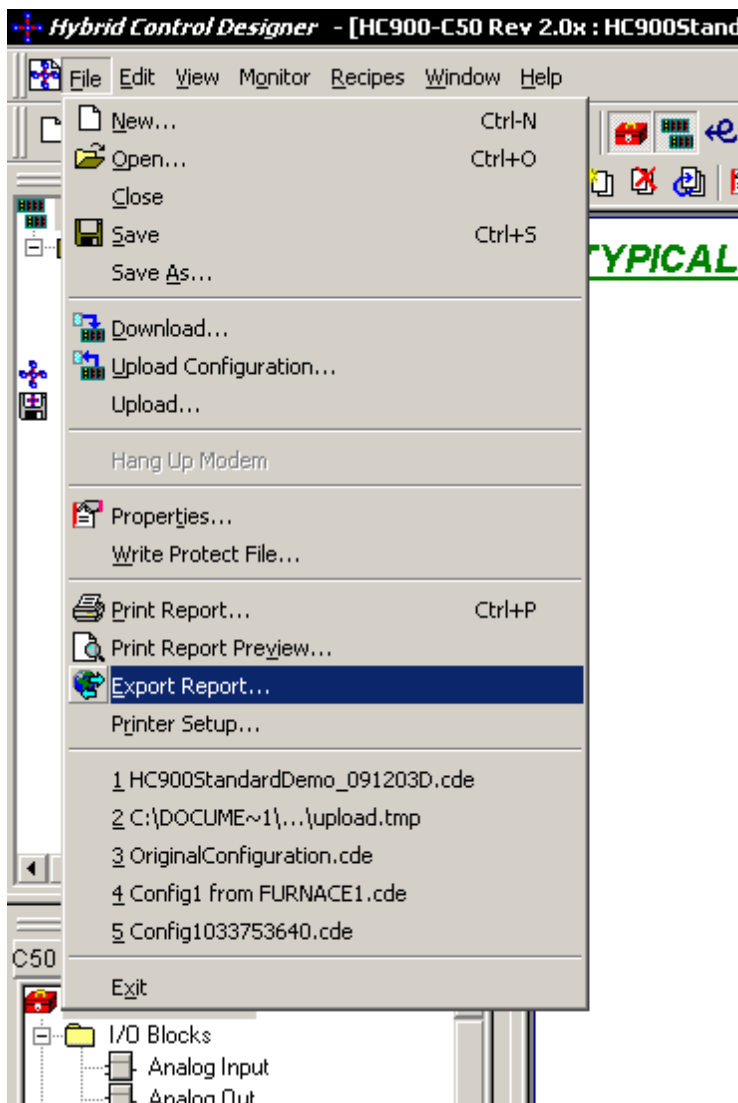 Hybrid Control Designer - [HC900-C50 Rev 2.0x : HC900Stand
File Edit View Monitor Recipes Window Help
New... Ctrl-N
Open... Ctrl+O
Close
Save Ctrl+S
Save As...
TYPICAL
Download...
Upload Configuration...
Upload...
Hang Up Modem
Properties...
Write Protect File...
Print Report... Ctrl+P
Print Report Preview...
Export Report...
Printer Setup...
1 HC900StandardDemo_091203D.cde
2 C:\DOCUME~1\...\upload.tmp
3 OriginalConfiguration.cde
4 Config1 from FURNACE1.cde
5 Config1033753640.cde
C50
Exit
I/O Blocks
Analog Input
Analog Out